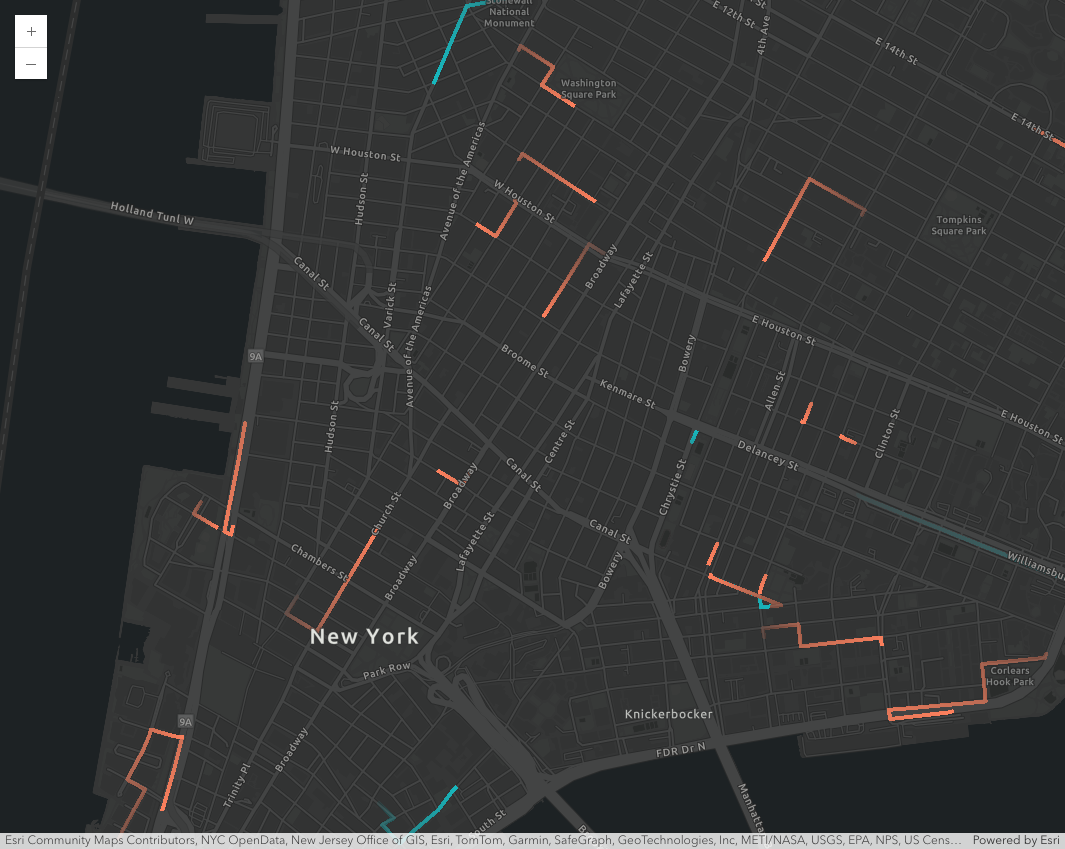 +
−
Stonewall
National
Monument
E 12th St
4th Ave
E 14th St
Washington
Square Park
E 14th St
W Houston St
Hudson St
Avenue of the Americas
W Houston St
Holland Tunl W
Tompkins
Square Park
Broadway
Lafayette St
Canal St
Varick St
Canal St
Avenue of the Americas
E Houston St
9A
Broome St
Bowery
Kenmare St
Allen St
Hudson St
Centre St
Clinton St
E Houston St
Delancey St
Canal St
Broadway
Chrystie St
Church St
Lafayette St
Canal St
Chambers St
Broadway
Bowery
Williamsbu
New York
Park Row
Corlears
Hook Park
Knickerbocker
9A
FDR Dr N
Broadway
Trinity Pl
Manhatta
outh St
B
Esri Community Maps Contributors, NYC OpenData, New Jersey Office of GIS, Esri, TomTom, Garmin, SafeGraph, GeoTechnologies, Inc, METI/NASA, USGS, EPA, NPS, US Cens…
Powered by Esri